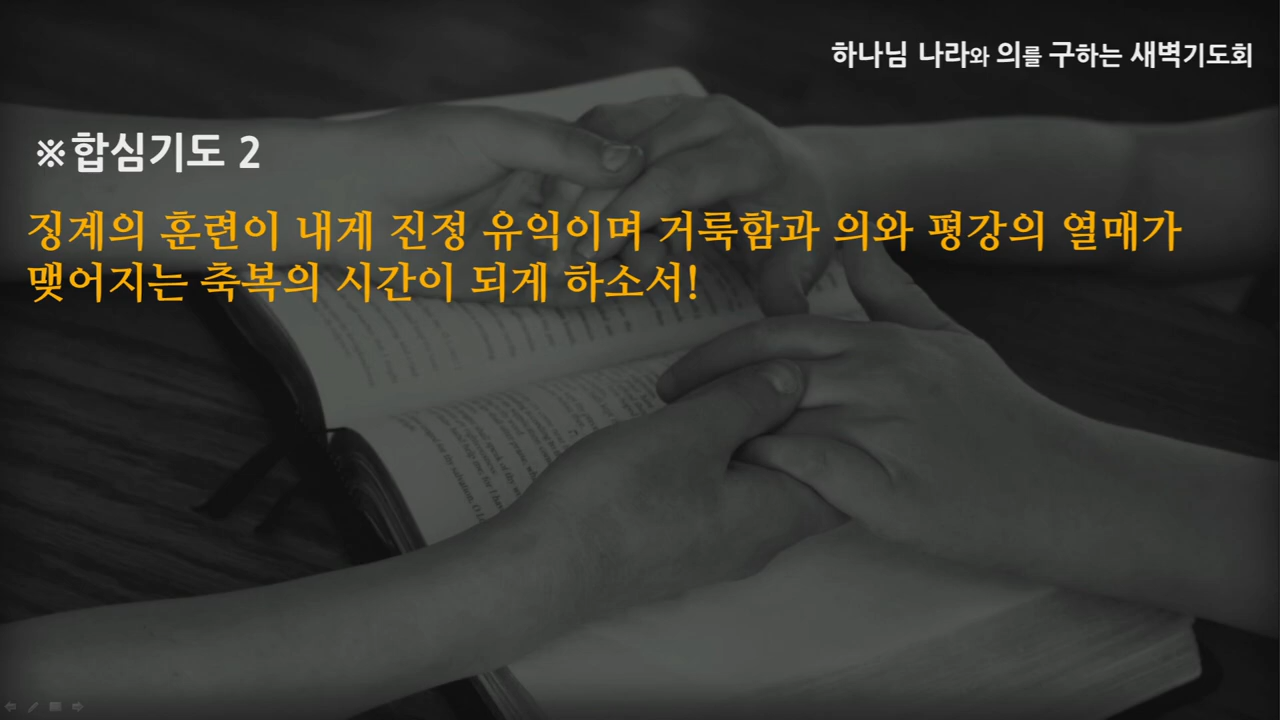 하나님 나라와 의를 구하는 새벽기도회
※합심기도 2
징계의 훈련이 내게 진정 유익이며 거룩함과 의와 평강의 열매가
맺어지는 축복의 시간이 되게 하소서!